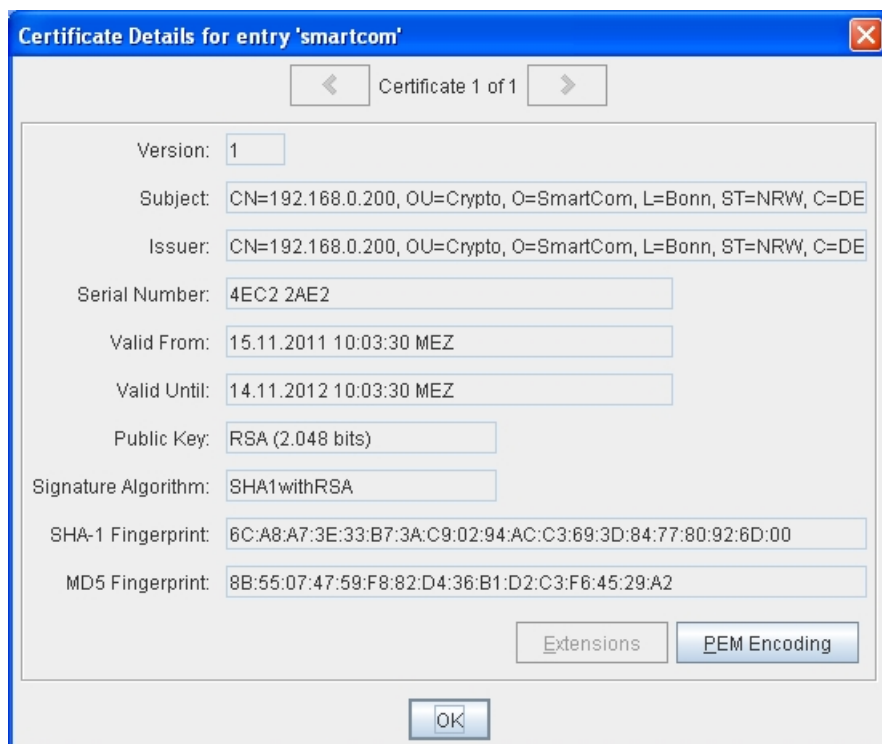 Certificate Details for entry 'smartcom'
Certificate 1 of 1
Version: 1
Subject: CN=192.168.0.200, OU=Crypto, O=SmartCom, L=Bonn, ST=NRW, C=DE
Issuer: CN=192.168.0.200, OU=Crypto, O=SmartCom, L=Bonn, ST=NRW, C=DE
Serial Number: 4EC2 2AE2
Valid From: 15.11.2011 10:03:30 MEZ
Valid Until: 14.11.2012 10:03:30 MEZ
Public Key: RSA (2.048 bits)
Signature Algorithm: SHA1withRSA
SHA-1 Fingerprint: 6C:A8:A7:3E:33:B7:3A:C9:02:94:AC:C3:69:3D:84:77:80:92:6D:00
MD5 Fingerprint: 8B:55:07:47:59:F8:82:D4:36:B1:D2:C3:F6:45:29:A2
Extensions PEM Encoding
OK